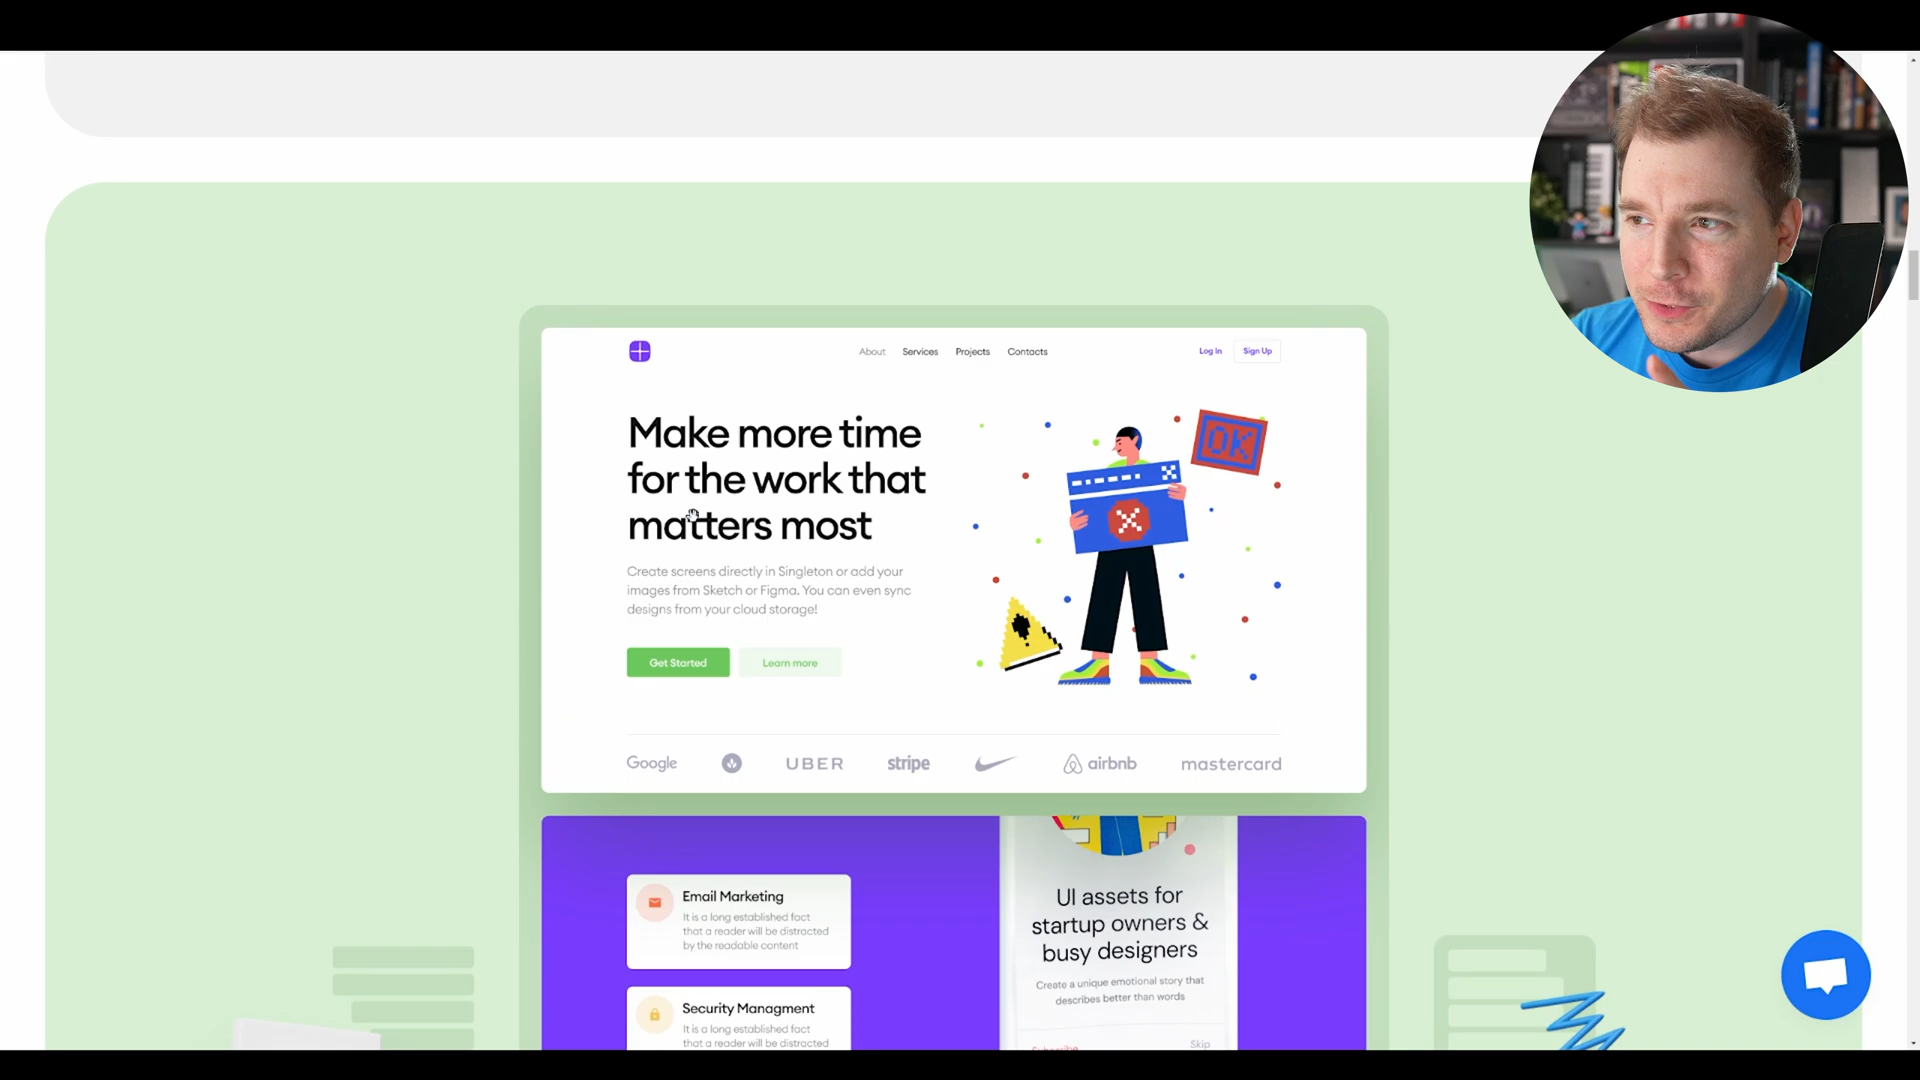 About Services Projects Contacts Log In Sign Up
Make more time
for the work that
matters most
OK
Create screens directly in Singleton or add your
images from Sketch or Figma. You can even sync
designs from your cloud storage!
Get Started Learn more
Google UBER stripe airbnb mastercard
Email Marketing
It is a long established fact
that a reader will be distracted
by the readable content
Security Managment
It is a long established fact
that a reader will be distracted
UI assets for
startup owners &
busy designers
Create a unique emotional story that
describes better than words
Subscribe Skip